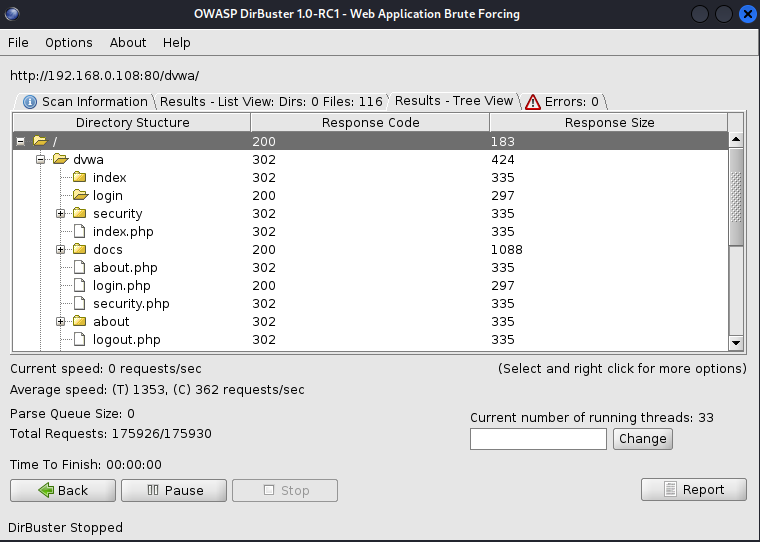 OWASP DirBuster 1.0-RC1 - Web Application Brute Forcing
File Options About Help
http://192.168.0.108:80/dvwa/
Scan Information Results - List View: Dirs: 0 Files: 116 Results - Tree View Errors: 0
Directory Stucture Response Code Response Size
/ 200 183
dvwa 302 424
index 302 335
login 200 297
security 302 335
index.php 302 335
docs 200 1088
about.php 302 335
login.php 200 297
security.php 302 335
about 302 335
logout.php 302 335
Current speed: 0 requests/sec (Select and right click for more options)
Average speed: (T) 1353, (C) 362 requests/sec
Parse Queue Size: 0
Current number of running threads: 33
Total Requests: 175926/175930
Change
Time To Finish: 00:00:00
Back Pause Stop Report
DirBuster Stopped